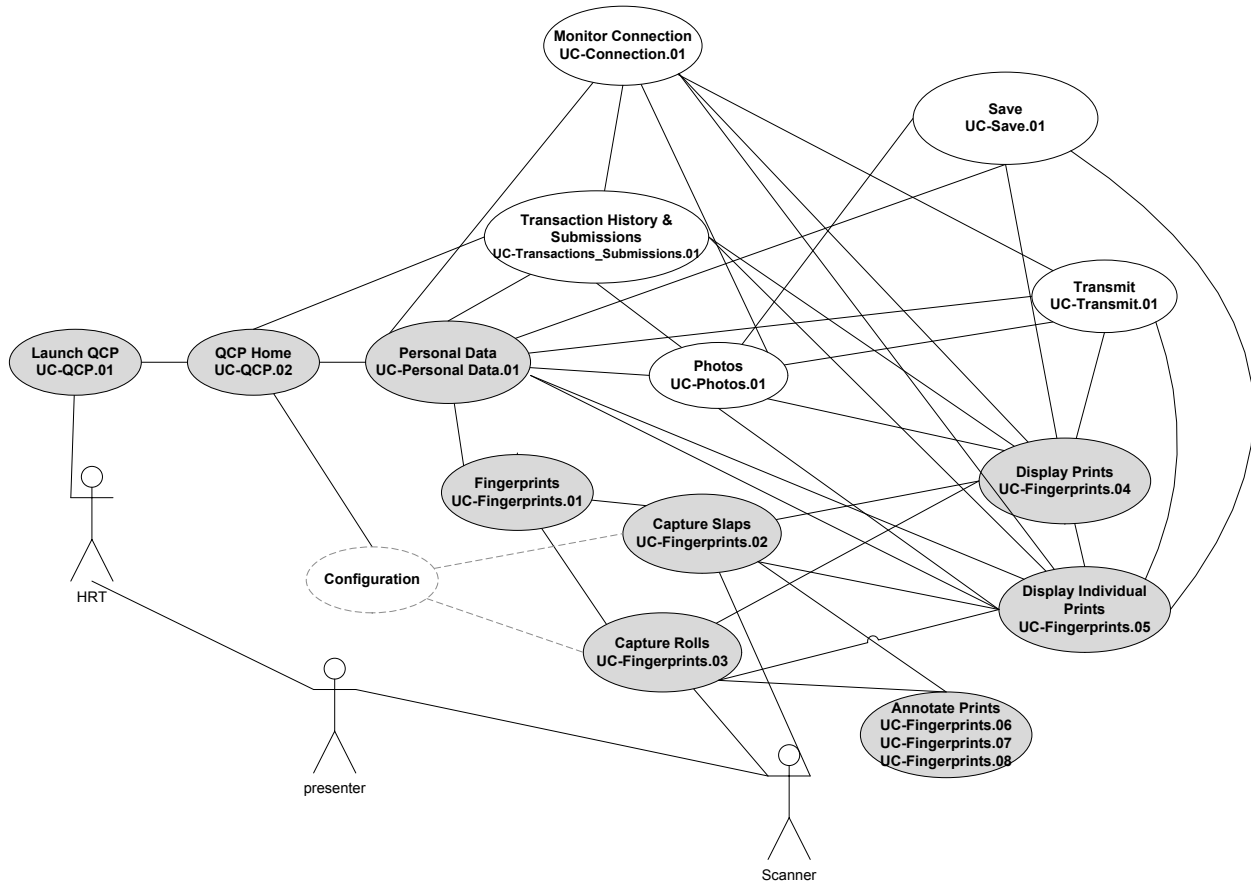 Monitor Connection
UC-Connection.01
Save
UC-Save.01
Transaction History &
Submissions
UC-Transactions_Submissions.01
Transmit
UC-Transmit.01
Launch QCP
UC-QCP.01
QCP Home
UC-QCP.02
Personal Data
UC-Personal Data.01
Photos
UC-Photos.01
Fingerprints
UC-Fingerprints.01
Display Prints
UC-Fingerprints.04
Capture Slaps
UC-Fingerprints.02
Configuration
HRT
Display Individual
Prints
UC-Fingerprints.05
Capture Rolls
UC-Fingerprints.03
Annotate Prints
UC-Fingerprints.06
UC-Fingerprints.07
UC-Fingerprints.08
presenter
Scanner